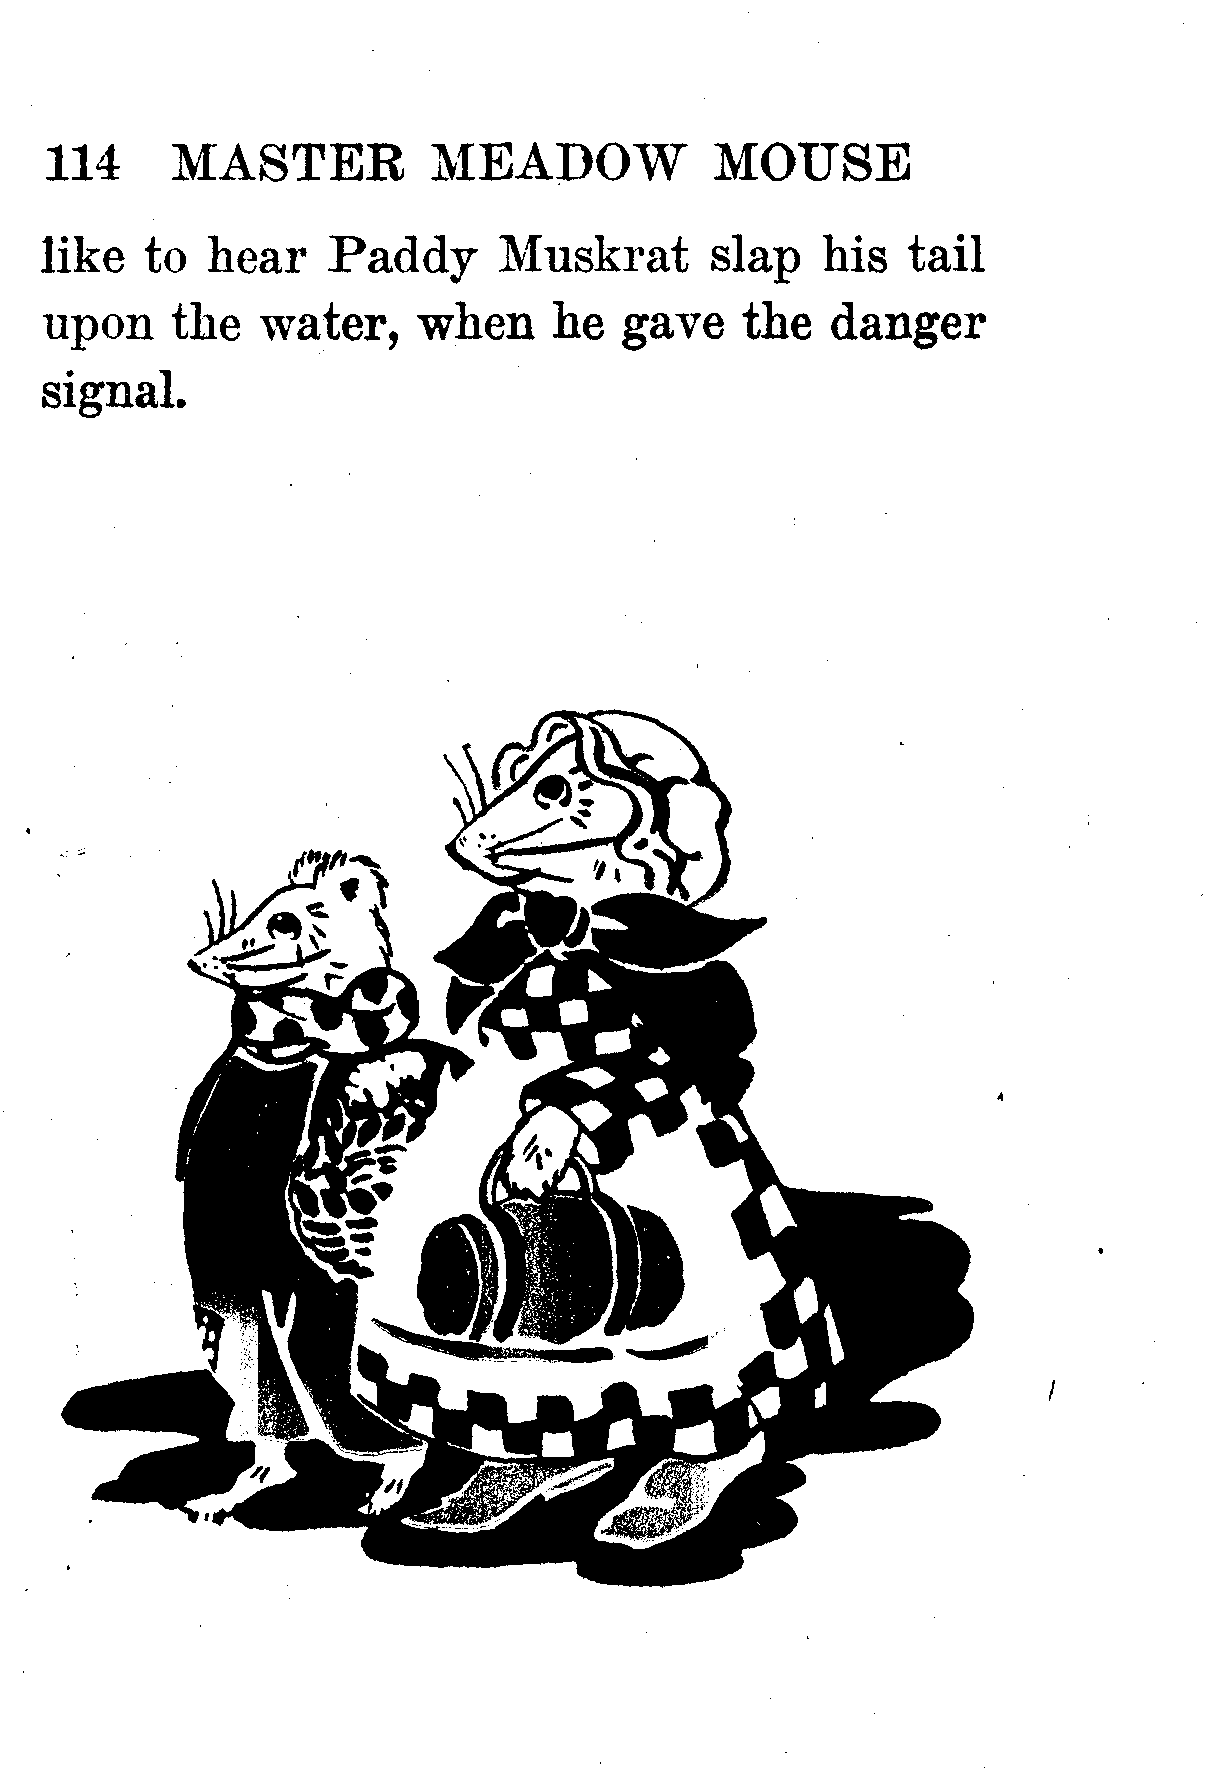 114 MASTER MEADOW MOUSE
like to hear Paddy Muskrat slap his tail
upon the water, when he gave the danger
signal.